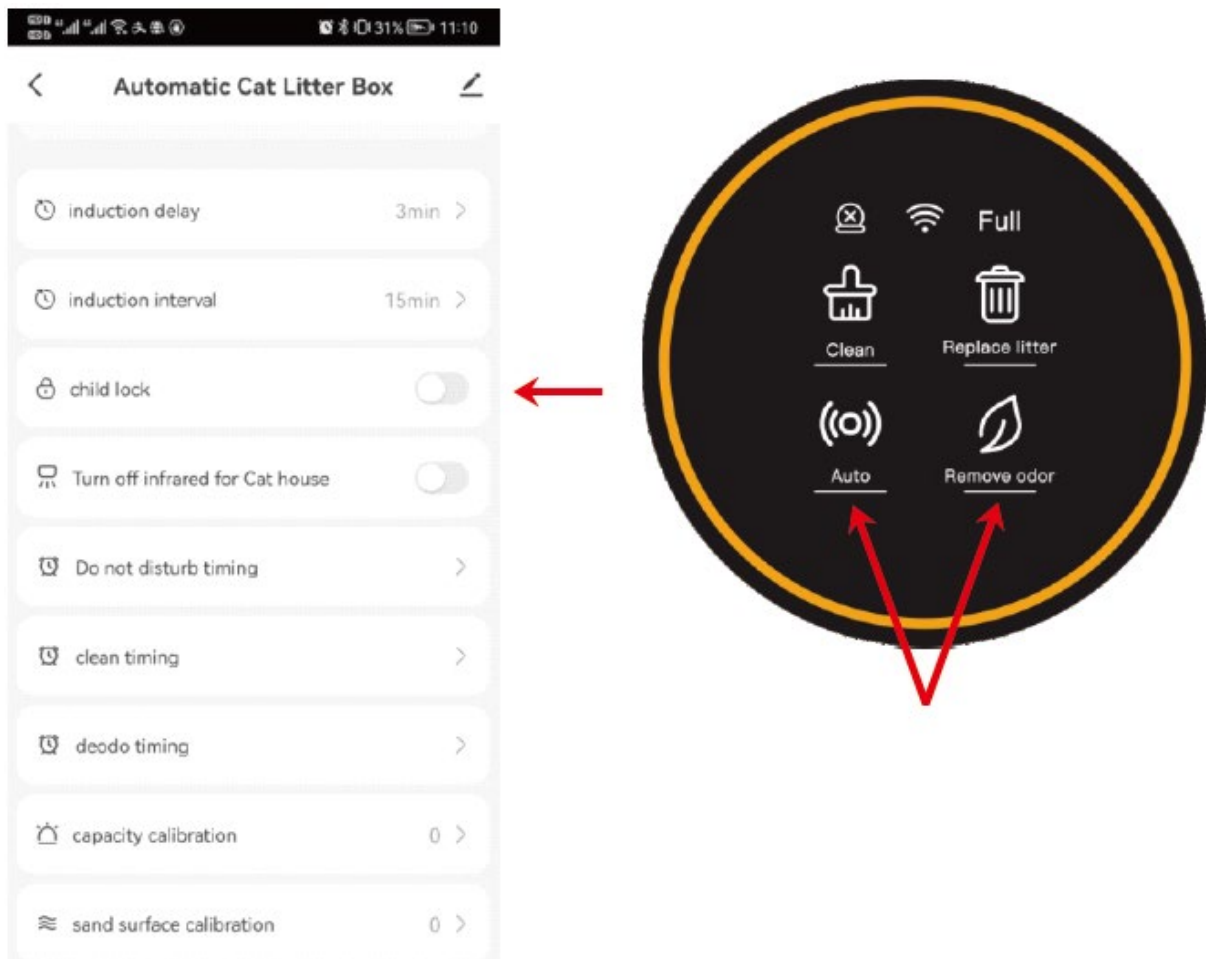 31% 11:10
Automatic Cat Litter Box
induction delay 3min
induction interval 15min
child lock
Turn off infrared for Cat house
Do not disturb timing
clean timing
deodo timing
capacity calibration 0
sand surface calibration 0
Full
Clean Replace litter
Auto Remove odor